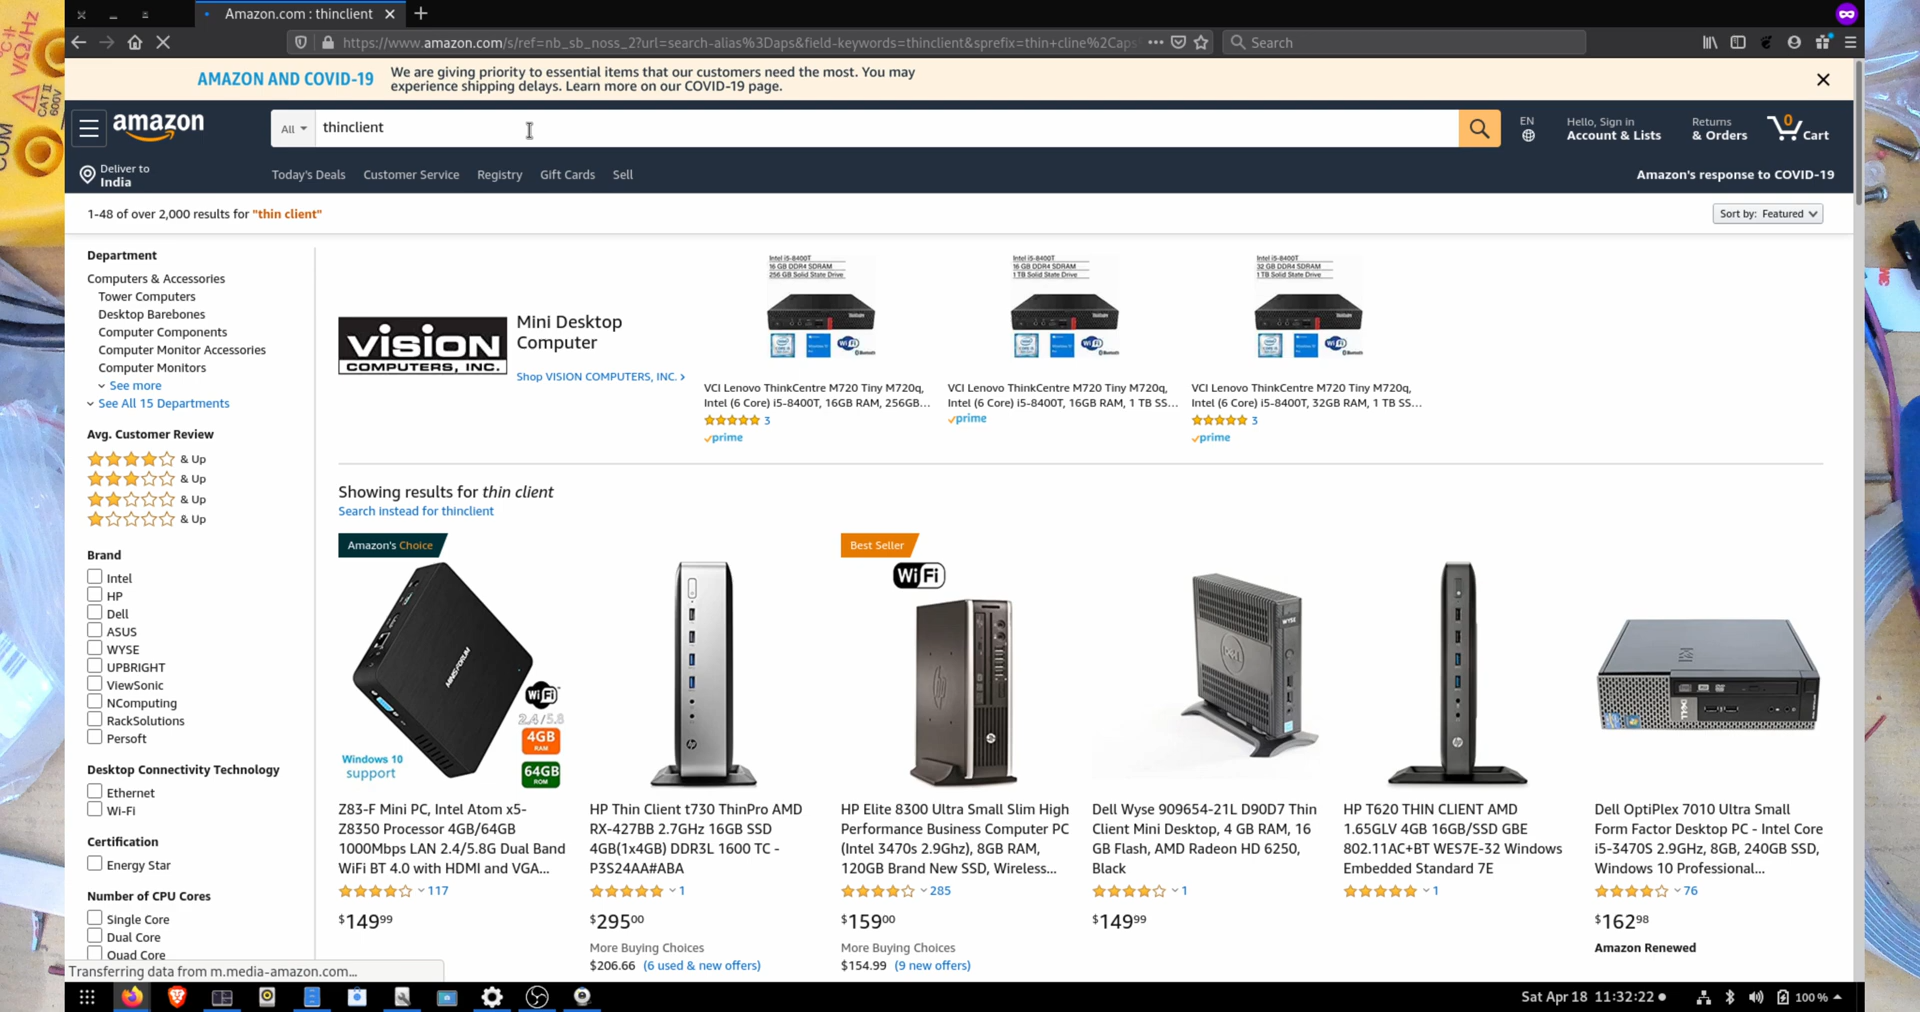 Amazon.com : thinclient
https://www.amazon.com/s/ref=nb_sb_noss_2?url=search-alias%3Daps&field-keywords=thinclient&sprefix=thin+cline%2Caps
Search
AMAZON AND COVID-19
We are giving priority to essential items that our customers need the most. You may
experience shipping delays. Learn more on our COVID-19 page.
amazon
All
thinclient
EN
Hello, Sign in
Account & Lists
Returns
& Orders
0
Cart
Deliver to
India
Today's Deals
Customer Service
Registry
Gift Cards
Sell
Amazon's response to COVID-19
1-48 of over 2,000 results for "thin client"
Sort by: Featured
Department
Computers & Accessories
Tower Computers
Desktop Barebones
Computer Components
Computer Monitor Accessories
Computer Monitors
See more
See All 15 Departments
Avg. Customer Review
& Up
& Up
& Up
& Up
Brand
Intel
HP
Dell
ASUS
WYSE
UPBRIGHT
ViewSonic
NComputing
RackSolutions
Persoft
Desktop Connectivity Technology
Ethernet
Wi-Fi
Certification
Energy Star
Number of CPU Cores
Single Core
Dual Core
Quad Core
Transferring data from m.media-amazon.com...
VISION
COMPUTERS, INC.
Mini Desktop
Computer
Shop VISION COMPUTERS, INC. ›
Intel i5-8400T
16 GB DDR4 SDRAM
256 GB Solid State Drive
VCI Lenovo ThinkCentre M720 Tiny M720q,
Intel (6 Core) i5-8400T, 16GB RAM, 256GB...
3
prime
Intel i5-8400T
16 GB DDR4 SDRAM
1 TB Solid State Drive
VCI Lenovo ThinkCentre M720 Tiny M720q,
Intel (6 Core) i5-8400T, 16GB RAM, 1 TB SS...
prime
Intel i5-8400T
32 GB DDR4 SDRAM
1 TB Solid State Drive
VCI Lenovo ThinkCentre M720 Tiny M720q,
Intel (6 Core) i5-8400T, 32GB RAM, 1 TB SS...
3
prime
Showing results for thin client
Search instead for thinclient
Amazon's Choice
MINISFORUM
WiFi
2.4/5.8
4GB
RAM
64GB
ROM
Windows 10
support
Z83-F Mini PC, Intel Atom x5-
Z8350 Processor 4GB/64GB
1000Mbps LAN 2.4/5.8G Dual Band
WiFi BT 4.0 with HDMI and VGA...
117
$149.99
HP Thin Client t730 ThinPro AMD
RX-427BB 2.7GHz 16GB SSD
4GB(1x4GB) DDR3L 1600 TC -
P3S24AA#ABA
1
$295.00
More Buying Choices
$206.66 (6 used & new offers)
Best Seller
WiFi
HP Elite 8300 Ultra Small Slim High
Performance Business Computer PC
(Intel 3470s 2.9Ghz), 8GB RAM,
120GB Brand New SSD, Wireless...
285
$159.00
More Buying Choices
$154.99 (9 new offers)
WYSE
DELL
Dell Wyse 909654-21L D90D7 Thin
Client Mini Desktop, 4 GB RAM, 16
GB Flash, AMD Radeon HD 6250,
Black
1
$149.99
HP T620 THIN CLIENT AMD
1.65GLV 4GB 16GB/SSD GBE
802.11AC+BT WES7E-32 Windows
Embedded Standard 7E
1
DELL
Dell OptiPlex 7010 Ultra Small
Form Factor Desktop PC - Intel Core
i5-3470S 2.9GHz, 8GB, 240GB SSD,
Windows 10 Professional...
76
$162.98
Amazon Renewed
Sat Apr 18 11:32:22
100 %
V/Ω/Hz
°C
CAT II
600V
COM
3M